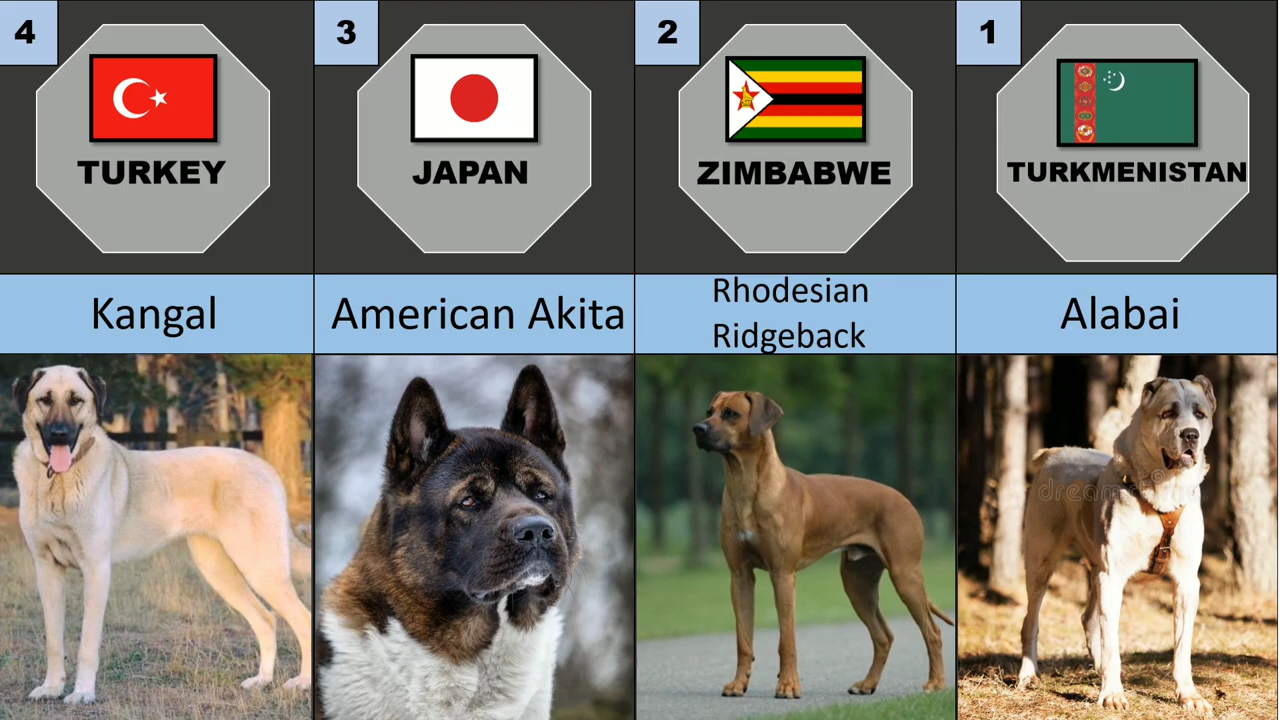 4
TURKEY
3
JAPAN
2
ZIMBABWE
1
TURKMENISTAN
Kangal
American Akita
Rhodesian
Ridgeback
Alabai